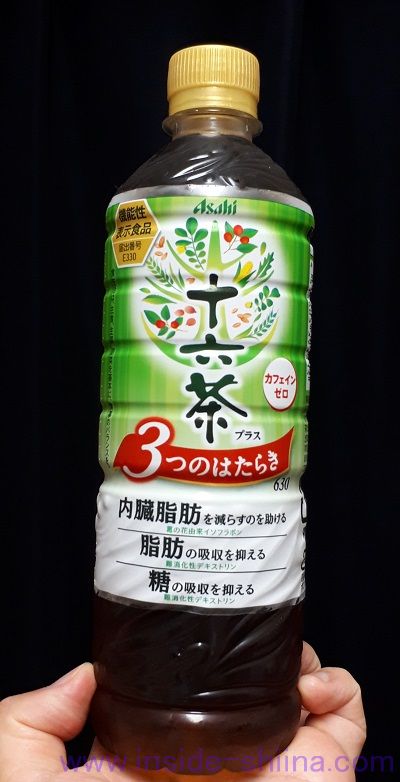 Asahi
機能性
表示食品
届出番号
E330
十六茶
プラス
カフェイン
ゼロ
3つのはたらき
630
内臓脂肪を減らすのを助ける
葛の花由来イソフラボン
脂肪の吸収を抑える
難消化性デキストリン
糖の吸収を抑える
難消化性デキストリン
www.inside-shiina.com